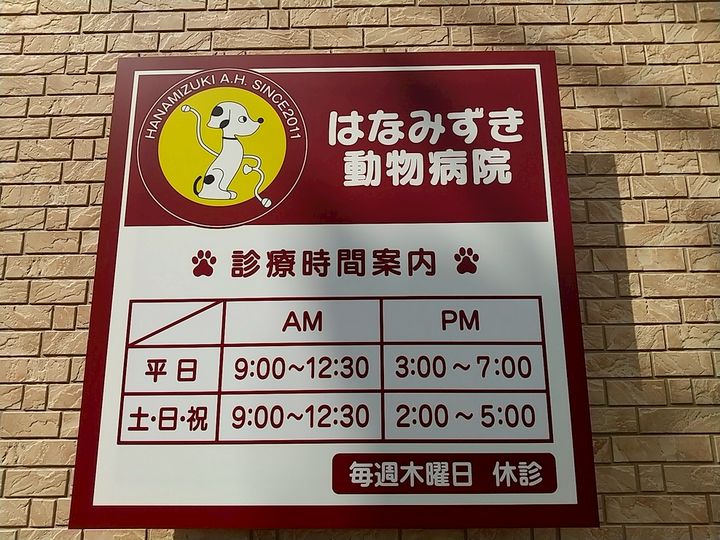 HANAMIZUKI A.H. SINCE2011
はなみずき
動物病院
診療時間案内
AM PM
平日 9:00～12:30 3:00～7:00
土・日・祝 9:00～12:30 2:00～5:00
毎週木曜日 休診